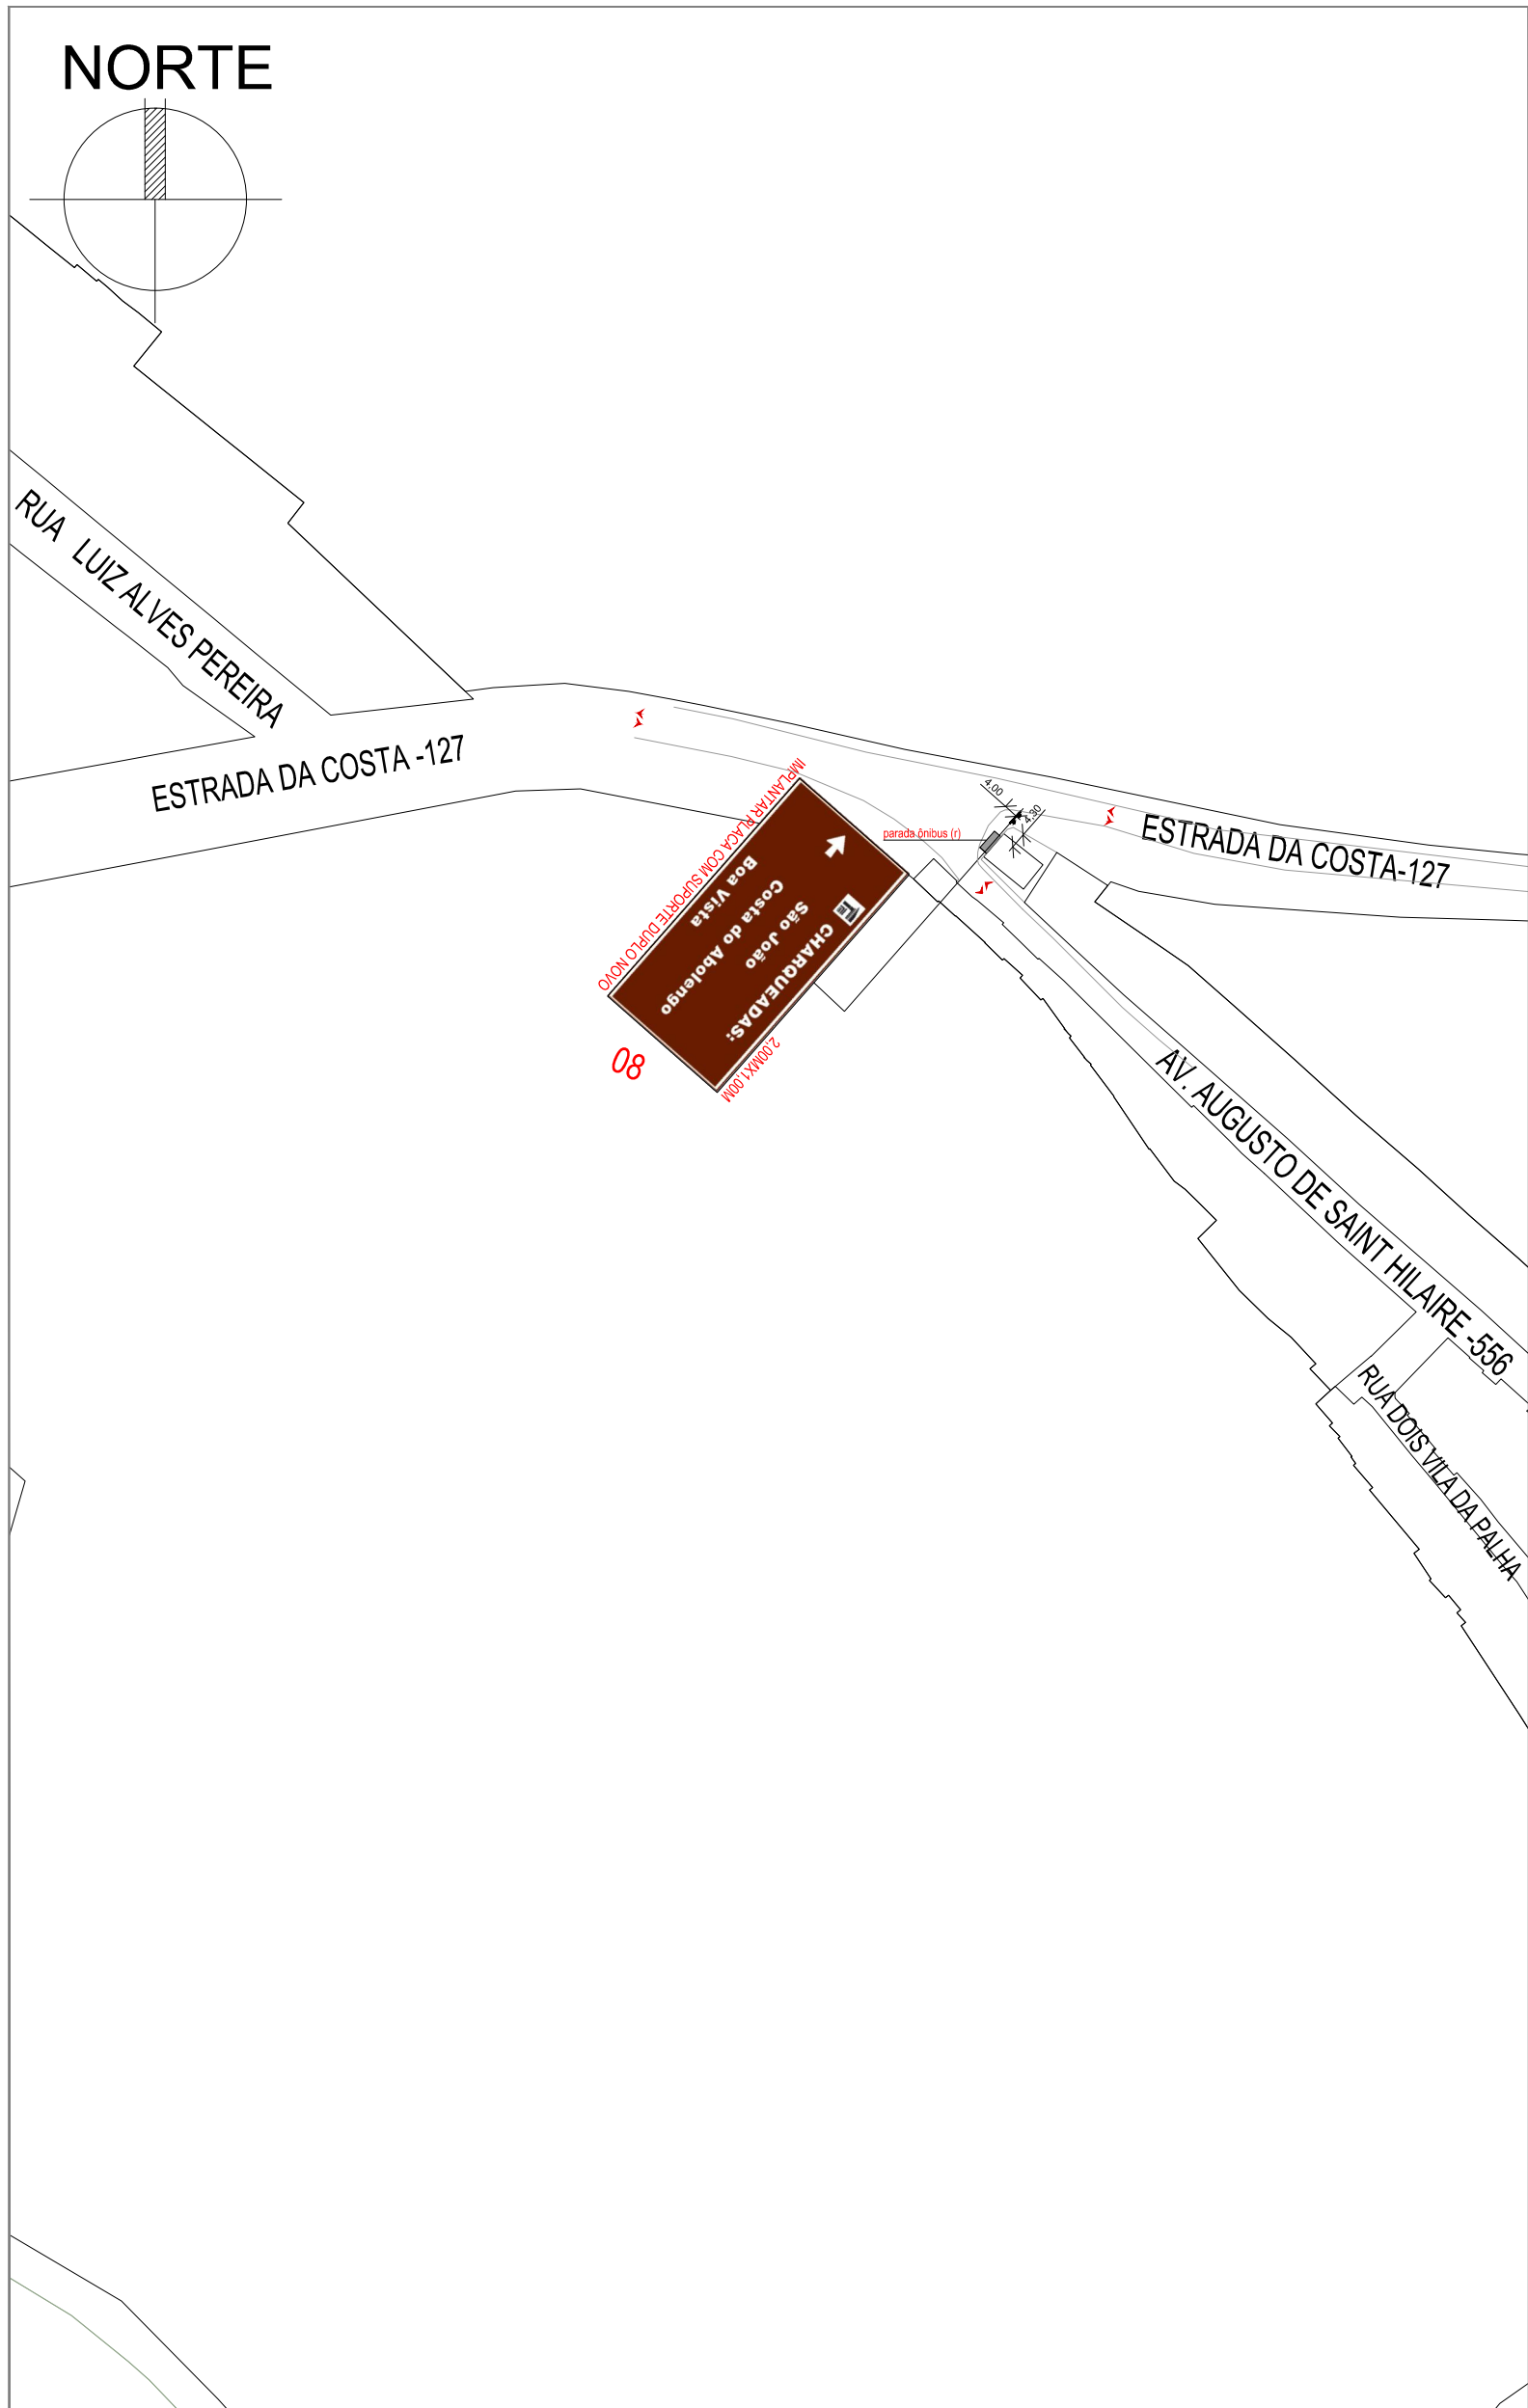 NORTE
RUA LUIZ ALVES PEREIRA
ESTRADA DA COSTA -127
IMPLANTAR PLACA COM SUPORTE DUPLO NOVO
CHARQUEADAS:
São João
Costa do Abolengo
Boa Vista
2,00MX1,00M
08
parada ônibus (r)
4,00
4,90
ESTRADA DA COSTA-127
AV. AUGUSTO DE SAINT HILAIRE -556
RUA DOIS VILA DA PALHA